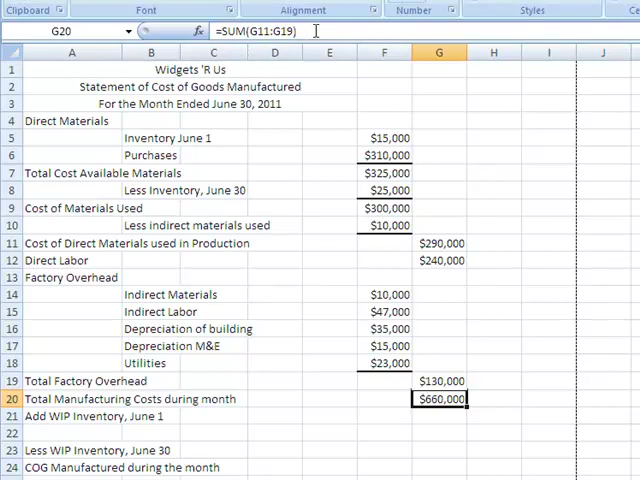 Clipboard Font Alignment Number Styles
G20 fx =SUM(G11:G19)
A B C D E F G H I J
1 Widgets 'R Us
2 Statement of Cost of Goods Manufactured
3 For the Month Ended June 30, 2011
4 Direct Materials
5 Inventory June 1 $15,000
6 Purchases $310,000
7 Total Cost Available Materials $325,000
8 Less Inventory, June 30 $25,000
9 Cost of Materials Used $300,000
10 Less indirect materials used $10,000
11 Cost of Direct Materials used in Production $290,000
12 Direct Labor $240,000
13 Factory Overhead
14 Indirect Materials $10,000
15 Indirect Labor $47,000
16 Depreciation of building $35,000
17 Depreciation M&E $15,000
18 Utilities $23,000
19 Total Factory Overhead $130,000
20 Total Manufacturing Costs during month $660,000
21 Add WIP Inventory, June 1
22
23 Less WIP Inventory, June 30
24 COG Manufactured during the month